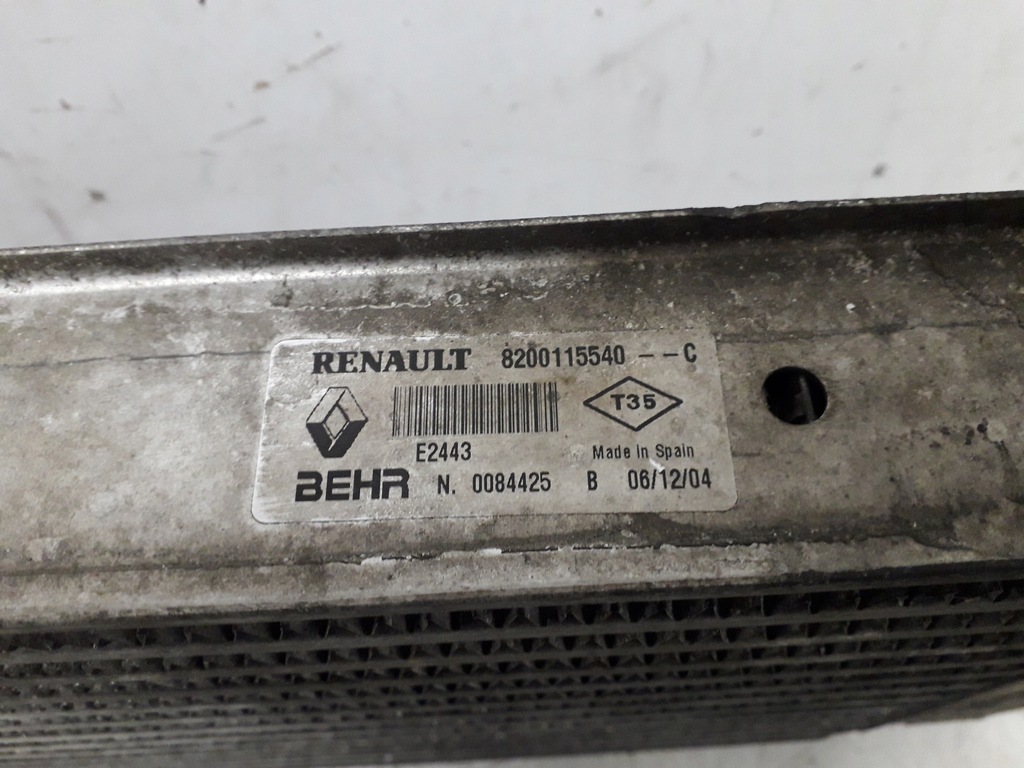 RENAULT 8200115540 -- C
T35
E2443 Made in Spain
BEHR N. 0084425 B 06/12/04